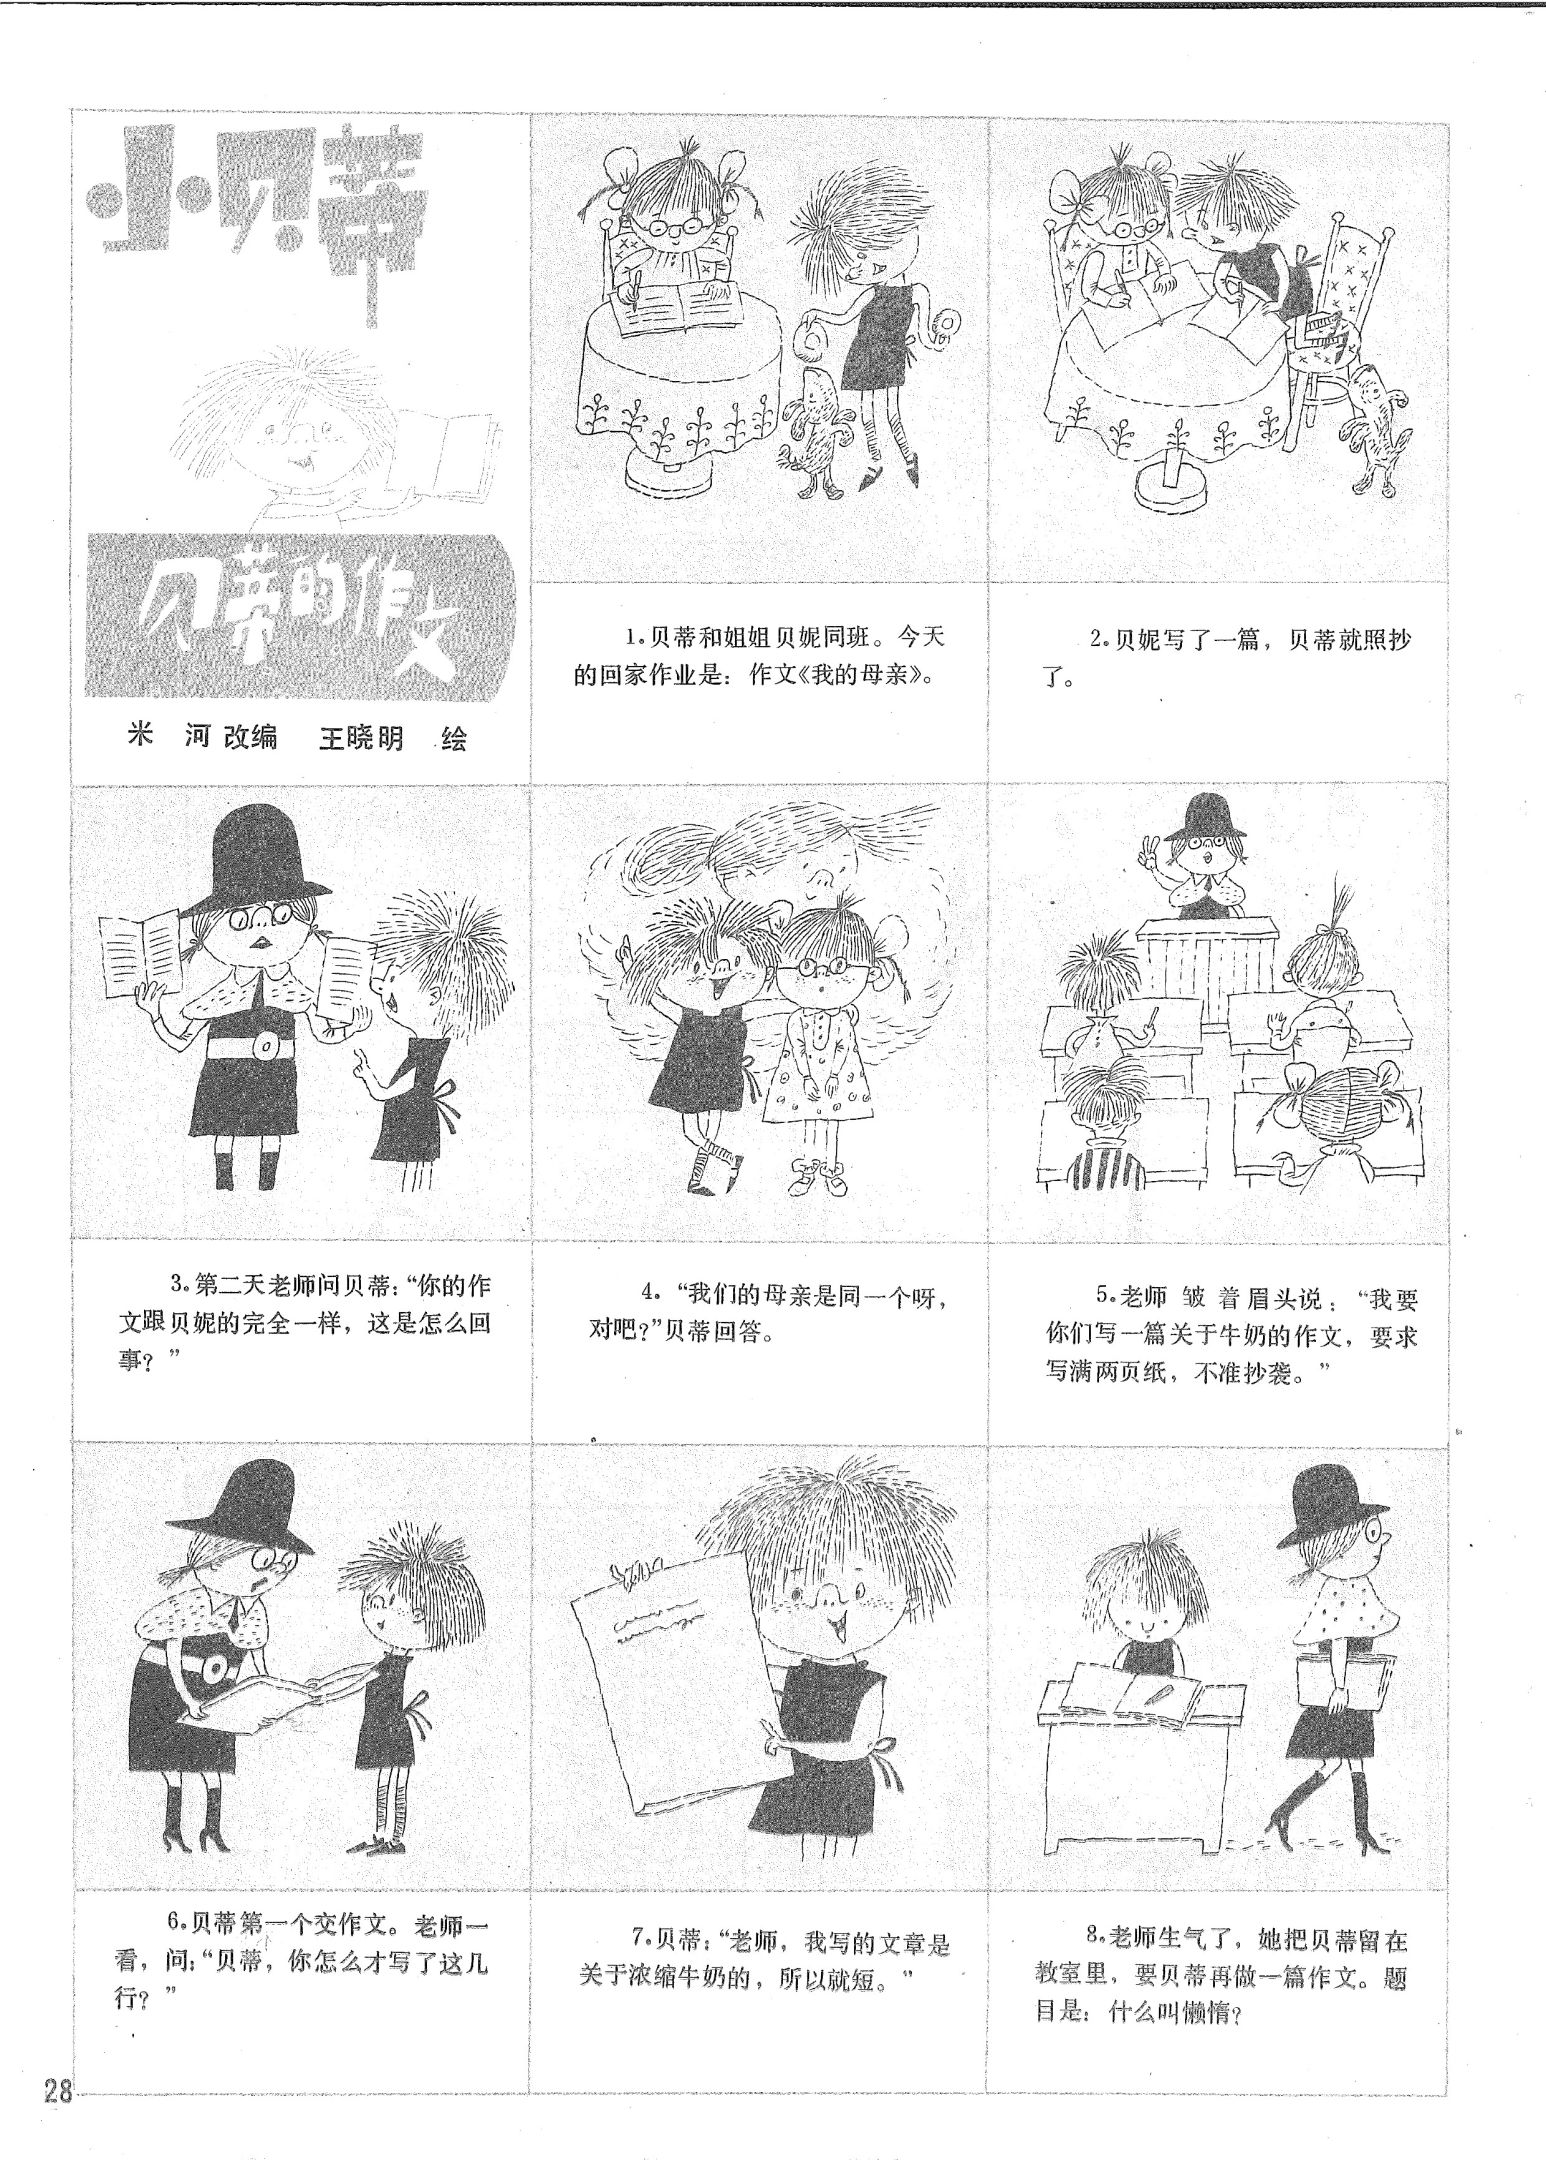 小贝蒂
贝蒂的作文
米 河 改编 王晓明 绘
1。贝蒂和姐姐贝妮同班。今天
的回家作业是：作文《我的母亲》。
2。贝妮写了一篇，贝蒂就照抄
了。
3。第二天老师问贝蒂：“你的作
文跟贝妮的完全一样，这是怎么回
事？”
4。“我们的母亲是同一个呀，
对吧？”贝蒂回答。
5。老师 皱 着 眉头说：“我要
你们写一篇关于牛奶的作文，要求
写满两页纸，不准抄袭。”
6。贝蒂第一个交作文。老师一
看，问：“贝蒂，你怎么才写了这几
行？”
7。贝蒂：“老师，我写的文章是
关于浓缩牛奶的，所以就短。”
8。老师生气了，她把贝蒂留在
教室里，要贝蒂再做一篇作文。题
目是：什么叫懒惰？
28